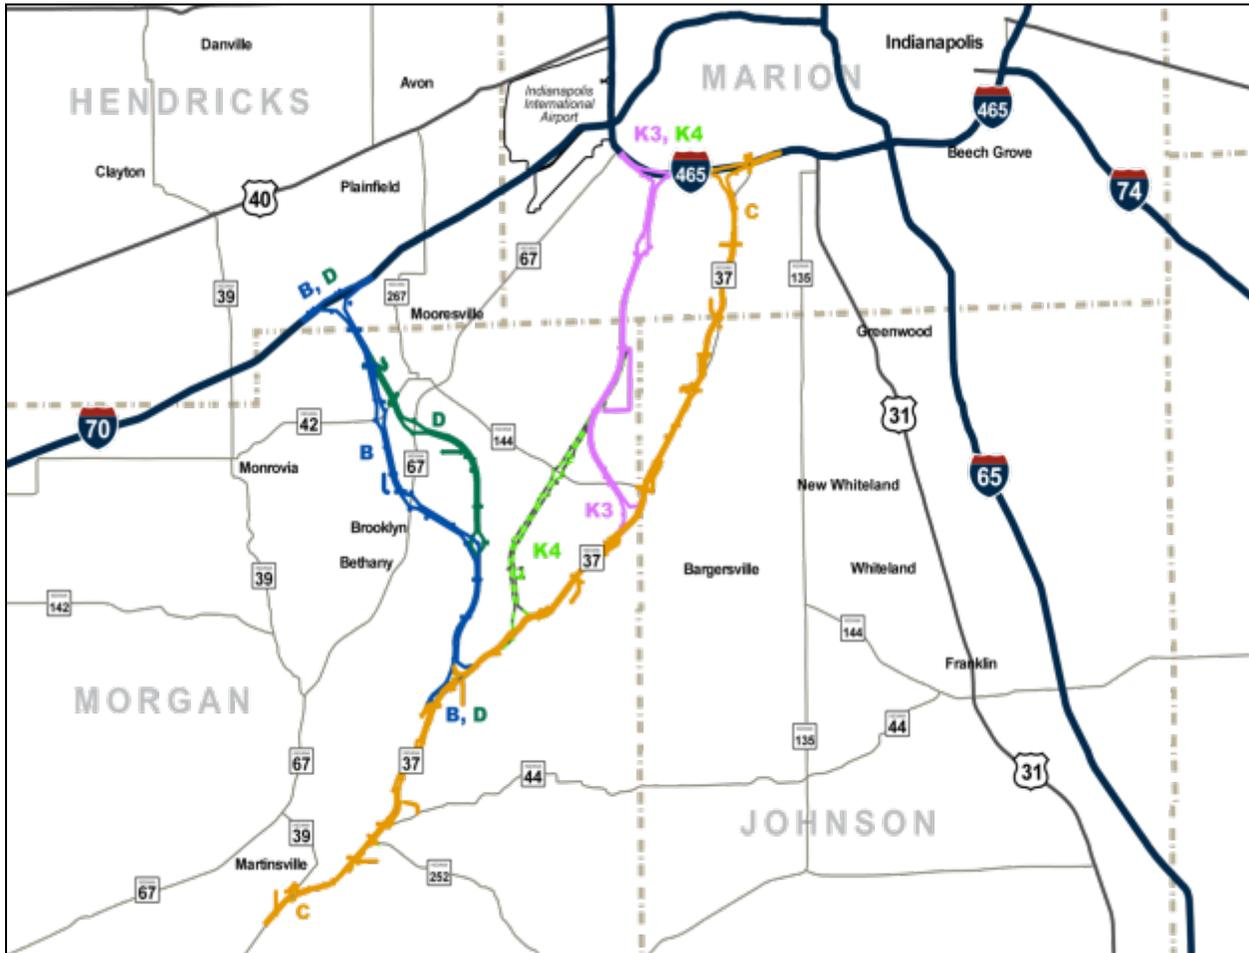 Danville
Indianapolis
HENDRICKS
Avon
MARION
Indianapolis
International
Airport
465
K3, K4
Beech Grove
Clayton
465
74
Plainfield
40
C
67
37
135
39
B, D
267
Mooresville
Greenwood
70
42
D
31
144
B
67
Monrovia
65
New Whiteland
K3
Brooklyn
K4
Bethany
37
Bargersville
Whiteland
39
142
144
Franklin
MORGAN
B, D
44
135
67
37
44
31
JOHNSON
39
Martinsville
252
67
C